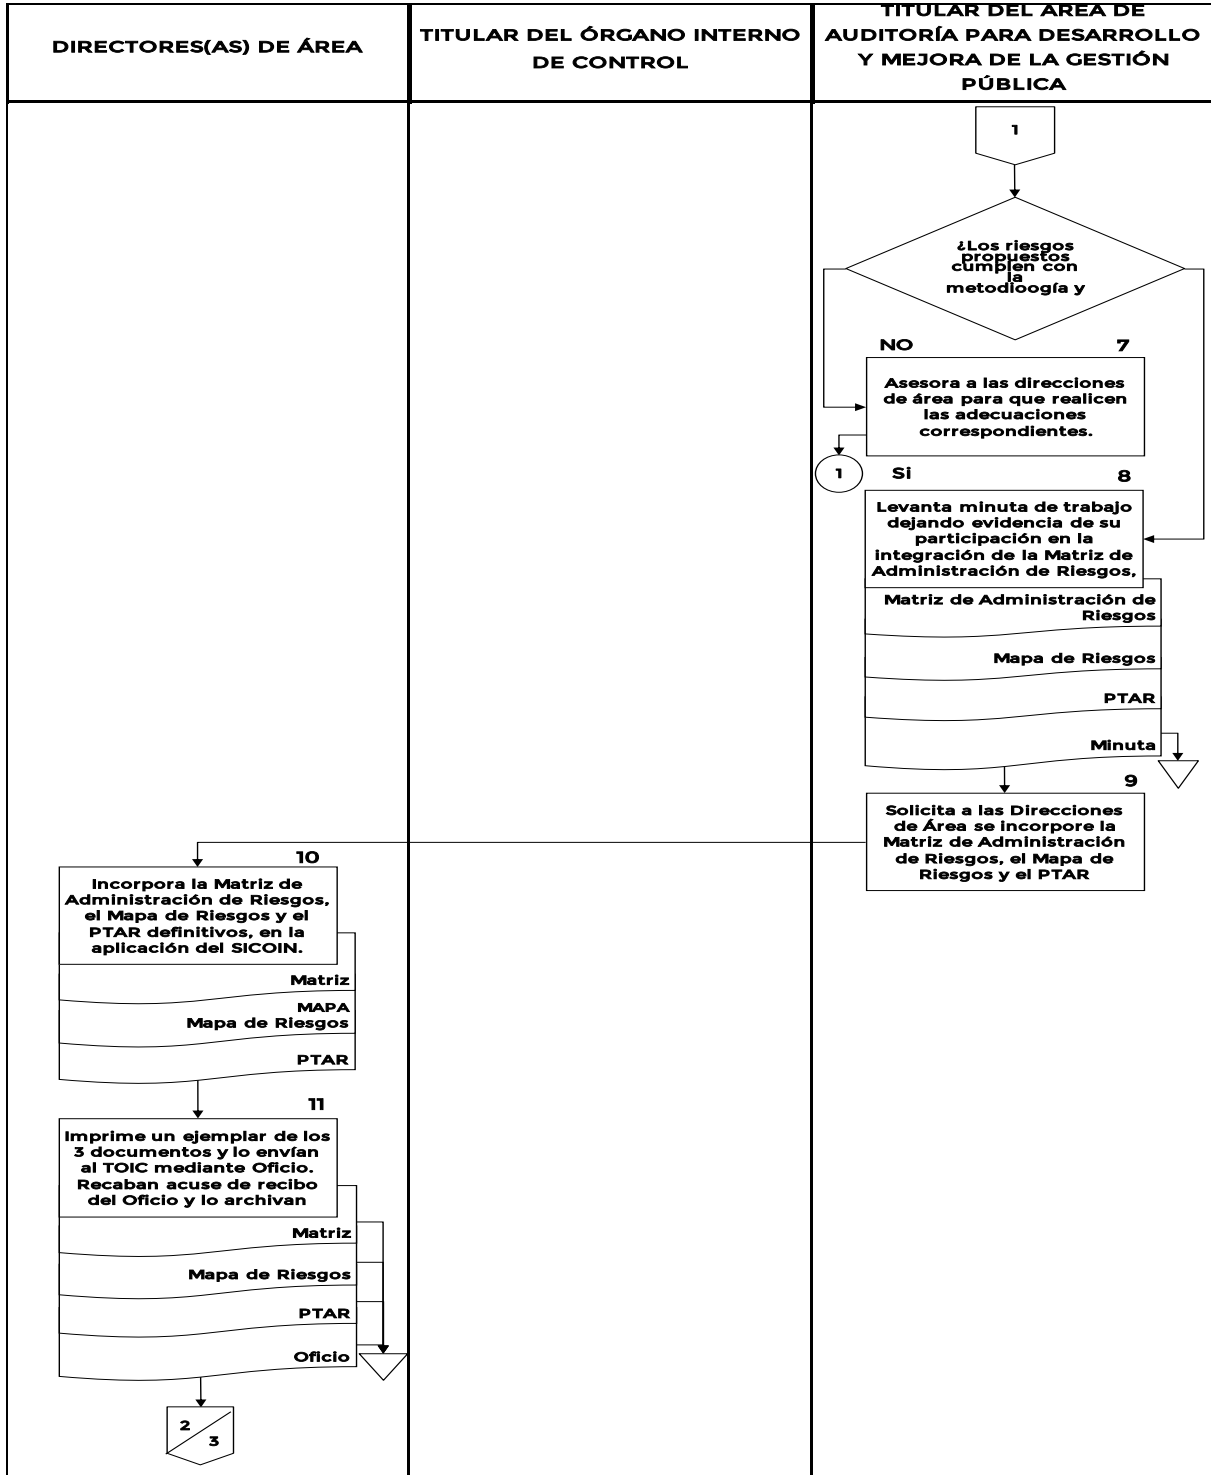 DIRECTORES(AS) DE ÁREA
TITULAR DEL ÓRGANO INTERNO
DE CONTROL
TITULAR DEL ÁREA DE
AUDITORÍA PARA DESARROLLO
Y MEJORA DE LA GESTIÓN
PÚBLICA
1
¿Los riesgos
propuestos
cumplen con
la
metodloogía y
NO
7
Asesora a las direcciones
de área para que realicen
las adecuaciones
correspondientes.
1
Si
8
Levanta minuta de trabajo
dejando evidencia de su
participación en la
integración de la Matriz de
Administración de Riesgos,
Matriz de Administración de
Riesgos
Mapa de Riesgos
PTAR
Minuta
9
Solicita a las Direcciones
de Área se incorpore la
Matriz de Administración
de Riesgos, el Mapa de
Riesgos y el PTAR
10
Incorpora la Matriz de
Administración de Riesgos,
el Mapa de Riesgos y el
PTAR definitivos, en la
aplicación del SICOIN.
Matriz
MAPA
Mapa de Riesgos
PTAR
11
Imprime un ejemplar de los
3 documentos y lo envían
al TOIC mediante Oficio.
Recaban acuse de recibo
del Oficio y lo archivan
Matriz
Mapa de Riesgos
PTAR
Oficio
2
3